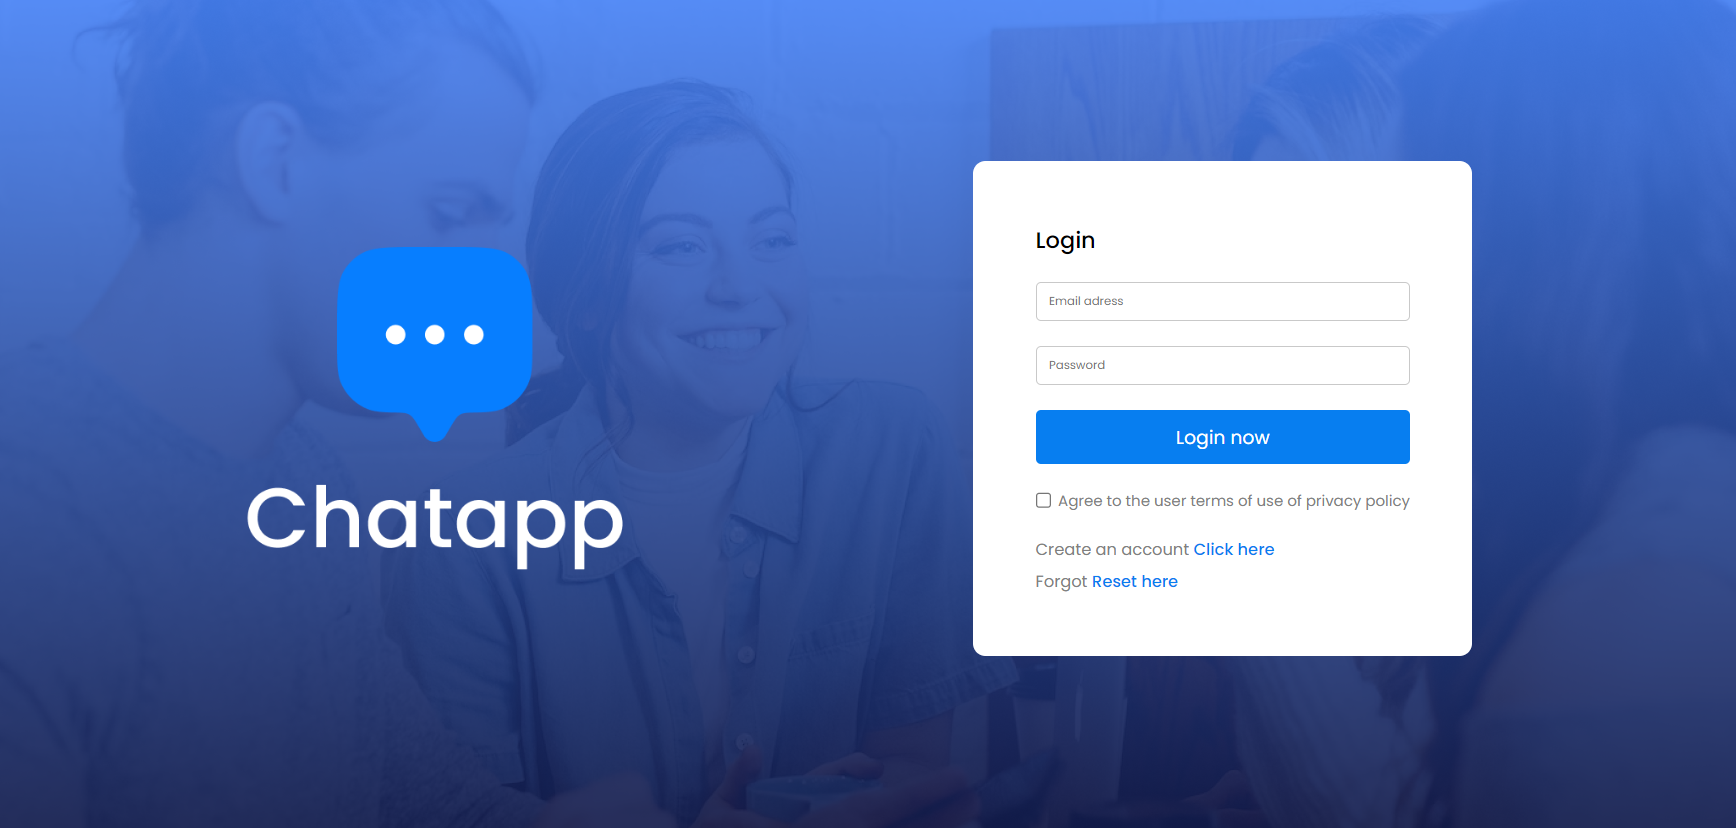 Chatapp
Login
Email adress
Password
Login now
Agree to the user terms of use of privacy policy
Create an account Click here
Forgot Reset here